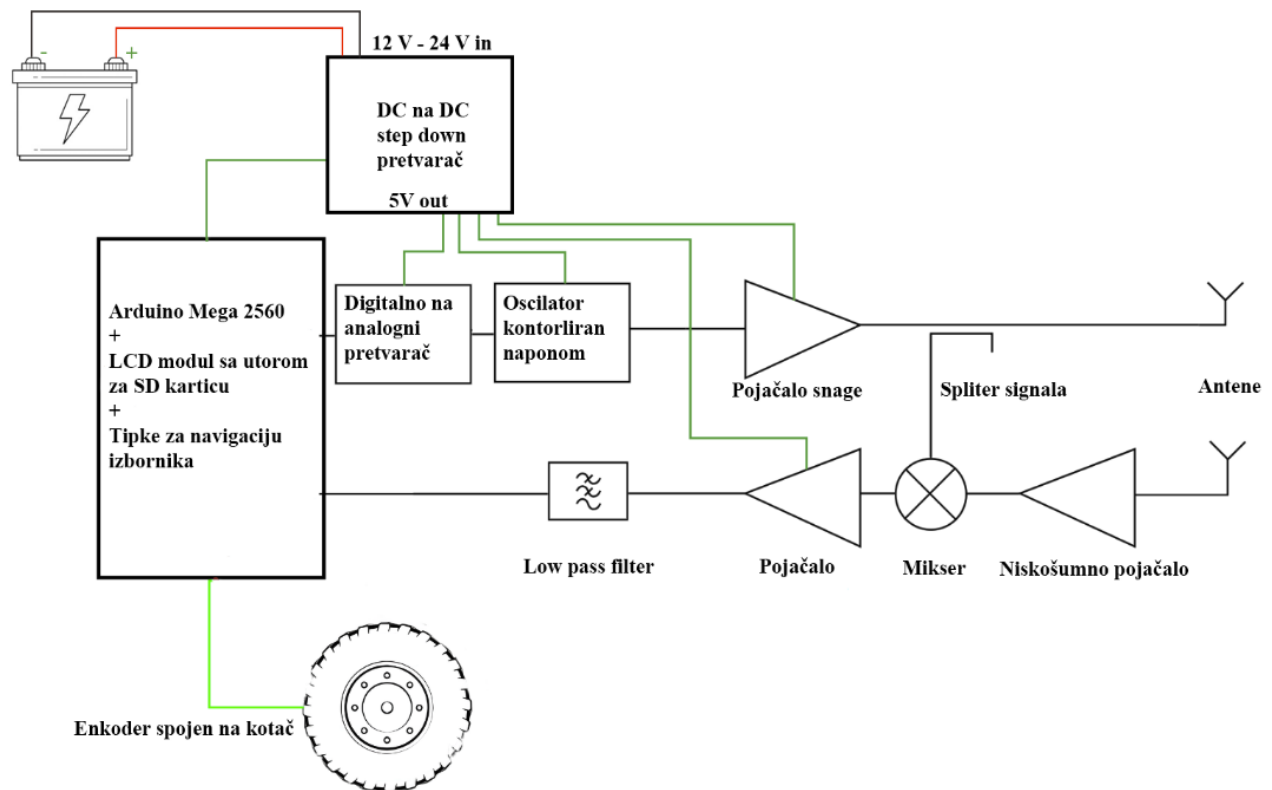 -
+
12 V - 24 V in
DC na DC
step down
pretvarač
5V out
Arduino Mega 2560
+
LCD modul sa utorom
za SD karticu
+
Tipke za navigaciju
izbornika
Digitalno na
analogni
pretvarač
Oscilator
kontorliran
naponom
Pojačalo snage
Spliter signala
Antene
Low pass filter
Pojačalo
Mikser
Niskošumno pojačalo
Enkoder spojen na kotač